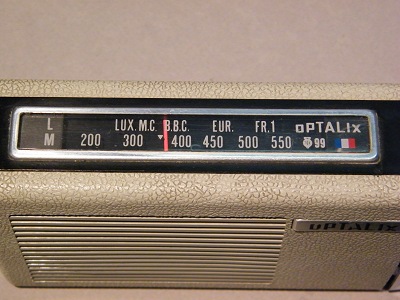 L LUX.M.C. B.B.C. EUR. FR.1 OPTALIX
M 200 300 400 450 500 550 99
OPTALIX